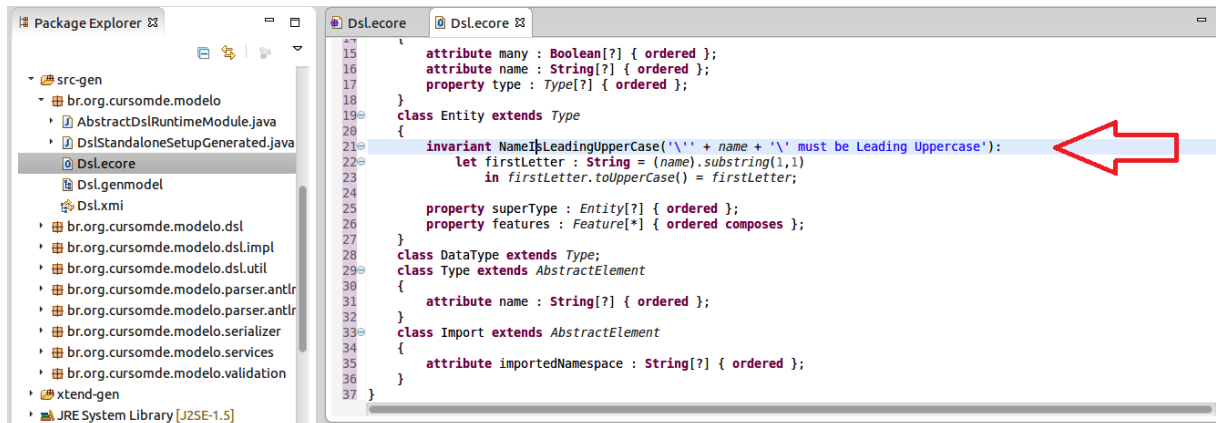 Package Explorer
src-gen
br.org.cursomde.modelo
AbstractDslRuntimeModule.java
DslStandaloneSetupGenerated.java
Dsl.ecore
Dsl.genmodel
Dsl.xmi
br.org.cursomde.modelo.dsl
br.org.cursomde.modelo.dsl.impl
br.org.cursomde.modelo.dsl.util
br.org.cursomde.modelo.parser.antlr
br.org.cursomde.modelo.parser.antlr
br.org.cursomde.modelo.serializer
br.org.cursomde.modelo.services
br.org.cursomde.modelo.validation
xtend-gen
JRE System Library [J2SE-1.5]
Dsl.ecore Dsl.ecore
14 {
15 attribute many : Boolean[?] { ordered };
16 attribute name : String[?] { ordered };
17 property type : Type[?] { ordered };
18 }
19 class Entity extends Type
20 {
21 invariant NameIsLeadingUpperCase('\'' + name + '\' must be Leading Uppercase'):
22 let firstLetter : String = (name).substring(1,1)
23 in firstLetter.toUpperCase() = firstLetter;
24
25 property superType : Entity[?] { ordered };
26 property features : Feature[*] { ordered composes };
27 }
28 class DataType extends Type;
29 class Type extends AbstractElement
30 {
31 attribute name : String[?] { ordered };
32 }
33 class Import extends AbstractElement
34 {
35 attribute importedNamespace : String[?] { ordered };
36 }
37 }